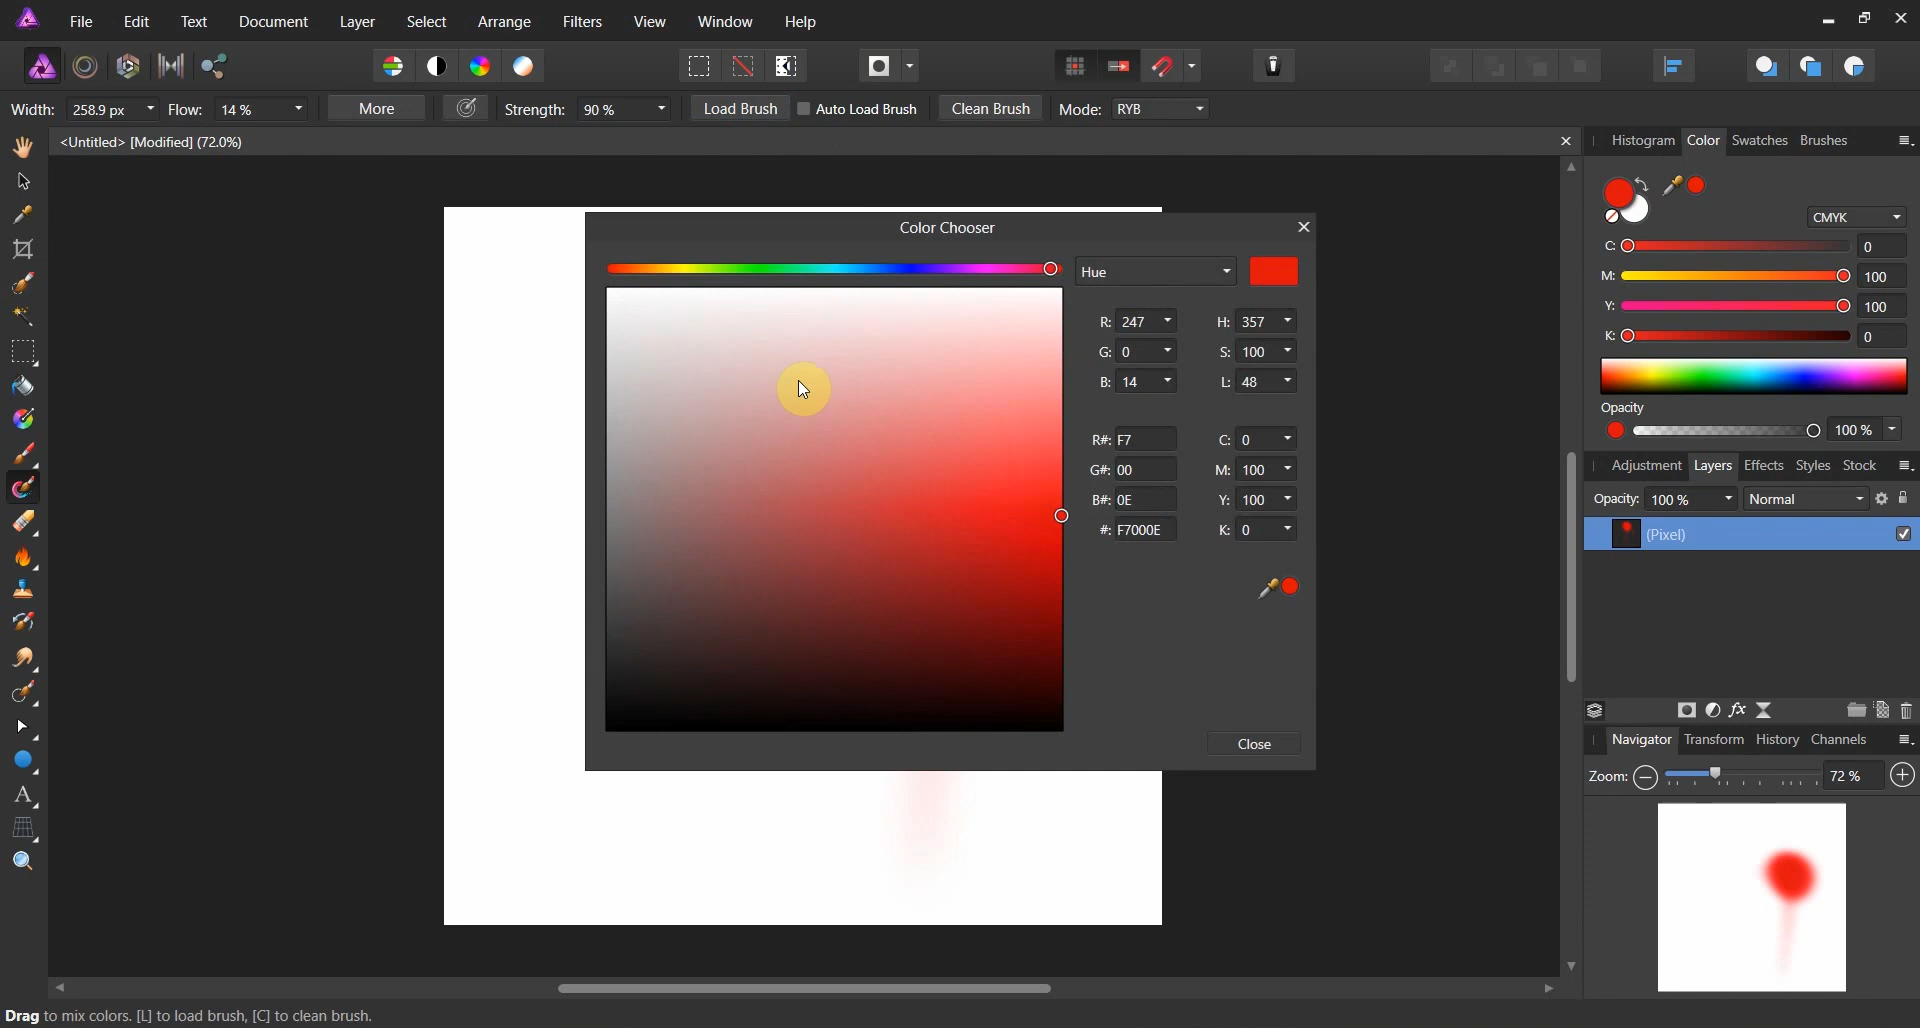 File Edit Text Document Layer Select Arrange Filters View Window Help
Width: 258.9 px Flow: 14 % More Strength: 90 % Load Brush Auto Load Brush Clean Brush Mode: RYB
<Untitled> [Modified] (72.0%)
Histogram Color Swatches Brushes
CMYK
C: 0
M: 100
Y: 100
K: 0
Opacity
100 %
Color Chooser
Hue
R: 247 H: 357
G: 0 S: 100
B: 14 L: 48
R#: F7 C: 0
G#: 00 M: 100
B#: 0E Y: 100
#: F7000E K: 0
Close
Adjustment Layers Effects Styles Stock
Opacity: 100 % Normal
(Pixel)
fx
Navigator Transform History Channels
Zoom: 72 %
A
Drag to mix colors. [L] to load brush, [C] to clean brush.